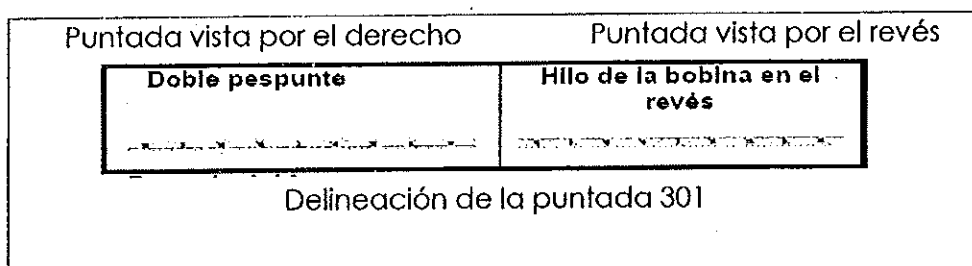 Puntada vista por el derecho
Puntada vista por el revés
Doble pespunte
Hilo de la bobina en el
revés
Delineación de la puntada 301